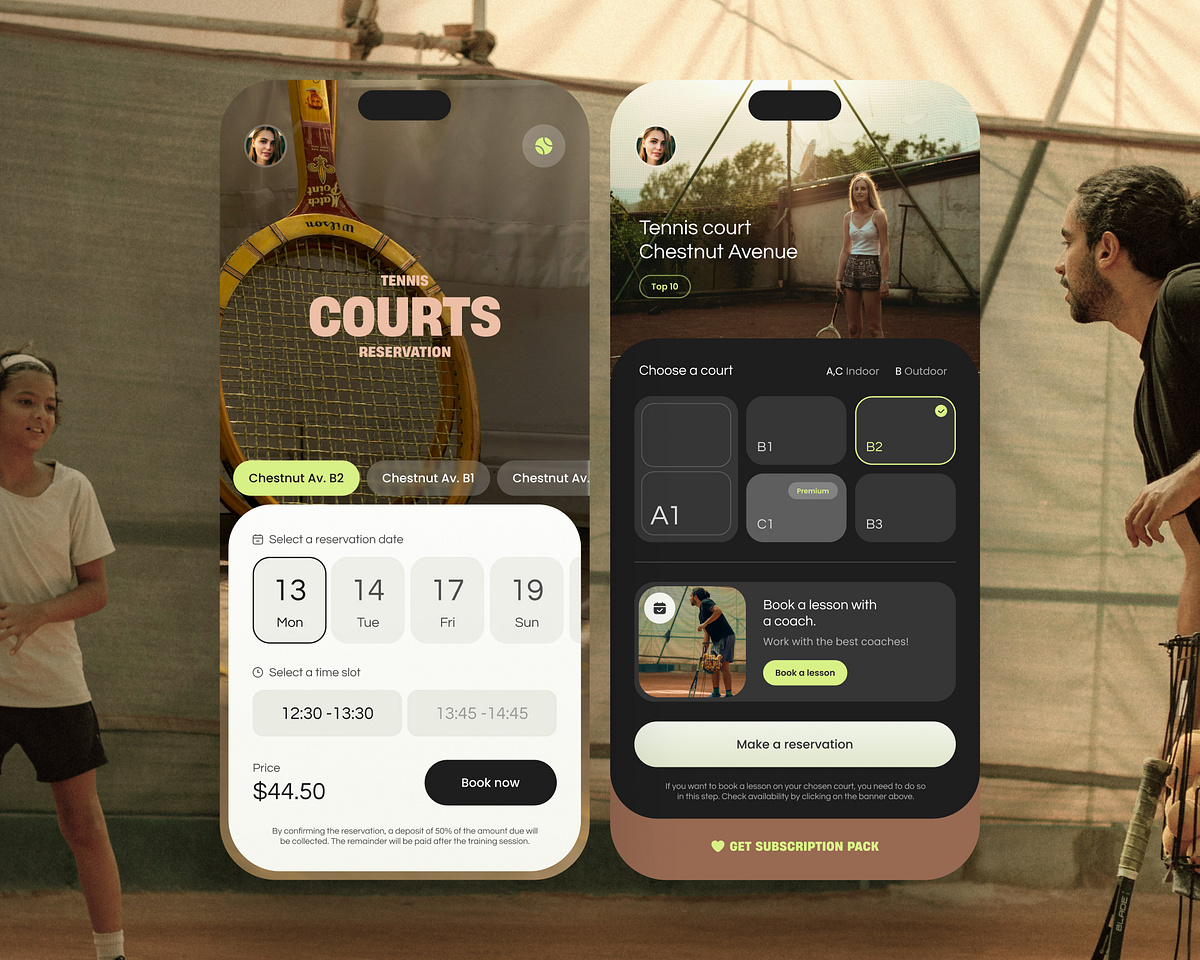 Match
Point
Wilson
TENNIS
COURTS
RESERVATION
Chestnut Av. B2
Chestnut Av. B1
Chestnut Av.
Select a reservation date
13
Mon
14
Tue
17
Fri
19
Sun
Select a time slot
12:30 -13:30
13:45 -14:45
Price
$44.50
Book now
By confirming the reservation, a deposit of 50% of the amount due will
be collected. The remainder will be paid after the training session.
Tennis court
Chestnut Avenue
Top 10
Choose a court
A,C Indoor
B Outdoor
A1
B1
B2
Premium
C1
B3
Book a lesson with
a coach.
Work with the best coaches!
Book a lesson
Make a reservation
If you want to book a lesson on your chosen court, you need to do so
in this step. Check availability by clicking on the banner above.
GET SUBSCRIPTION PACK
BLADE